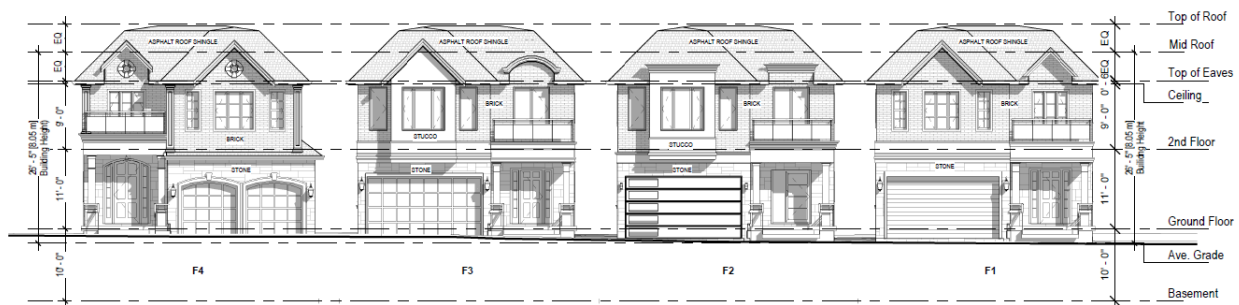 Top of Roof
EQ
ASPHALT ROOF SHINGLE
ASPHALT ROOF SHINGLE
ASPHALT ROOF SHINGLE
ASPHALT ROOF SHINGLE
EQ
Mid Roof
EQ
EQ
Top of Eaves
Ceiling
26' - 5" [8.05 m]
Building Height
9' - 0"
BRICK
BRICK
STUCCO
BRICK
STUCCO
BRICK
9' - 0"
26' - 5" [8.05 m]
Building Height
2nd Floor
11' - 0"
STONE
STONE
STONE
STONE
11' - 0"
Ground Floor
Ave. Grade
10' - 0"
F4
F3
F2
F1
10' - 0"
Basement